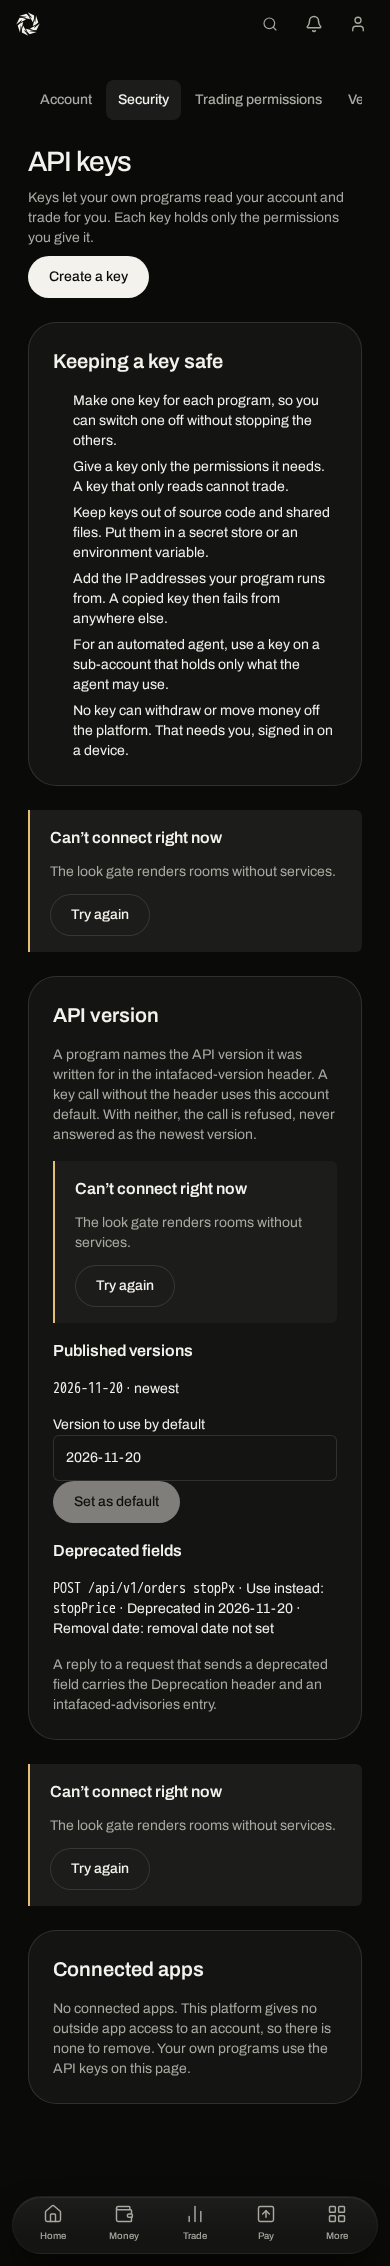 Account Security Trading permissions Ve
API keys
Keys let your own programs read your account and
trade for you. Each key holds only the permissions
you give it.
Create a key
Keeping a key safe
Make one key for each program, so you
can switch one off without stopping the
others.
Give a key only the permissions it needs.
A key that only reads cannot trade.
Keep keys out of source code and shared
files. Put them in a secret store or an
environment variable.
Add the IP addresses your program runs
from. A copied key then fails from
anywhere else.
For an automated agent, use a key on a
sub-account that holds only what the
agent may use.
No key can withdraw or move money off
the platform. That needs you, signed in on
a device.
Can’t connect right now
The look gate renders rooms without services.
Try again
API version
A program names the API version it was
written for in the intafaced-version header. A
key call without the header uses this account
default. With neither, the call is refused, never
answered as the newest version.
Can’t connect right now
The look gate renders rooms without
services.
Try again
Published versions
2026-11-20 · newest
Version to use by default
2026-11-20
Set as default
Deprecated fields
POST /api/v1/orders stopPx · Use instead:
stopPrice · Deprecated in 2026-11-20 ·
Removal date: removal date not set
A reply to a request that sends a deprecated
field carries the Deprecation header and an
intafaced-advisories entry.
Can’t connect right now
The look gate renders rooms without services.
Try again
Connected apps
No connected apps. This platform gives no
outside app access to an account, so there is
none to remove. Your own programs use the
API keys on this page.
Home Money Trade Pay More